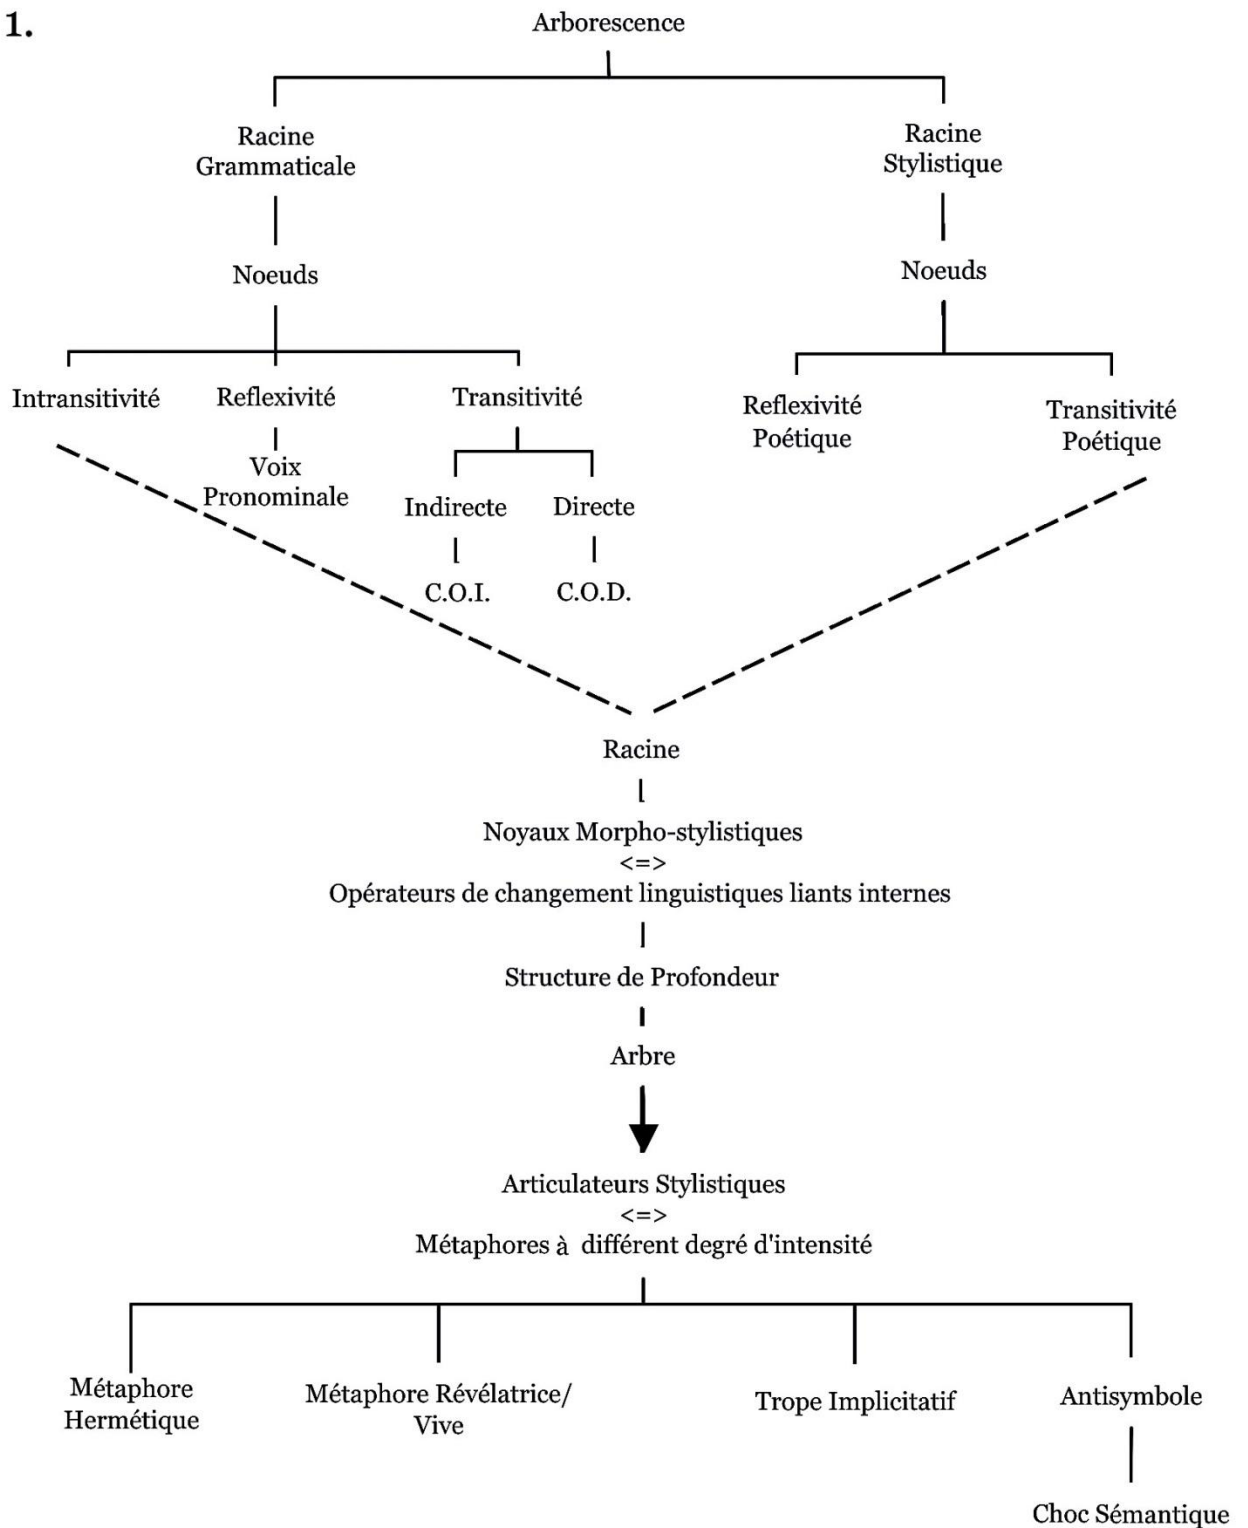 1.
Arborescence
Racine
Grammaticale
Racine
Stylistique
Noeuds
Noeuds
Intransitivité
Reflexivité
Transitivité
Reflexivité
Poétique
Transitivité
Poétique
Voix
Pronominale
Indirecte
Directe
C.O.I.
C.O.D.
Racine
Noyaux Morpho-stylistiques
<=>
Opérateurs de changement linguistiques liants internes
Structure de Profondeur
Arbre
Articulateurs Stylistiques
<=>
Métaphores à différent degré d'intensité
Métaphore
Hermétique
Métaphore Révélatrice/
Vive
Trope Implicitatif
Antisymbole
Choc Sémantique